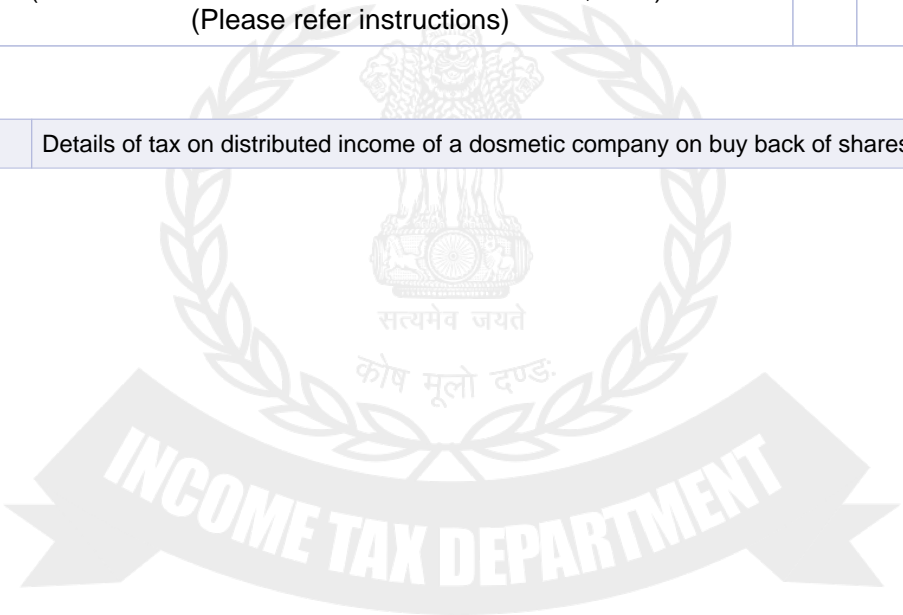 (Please refer instructions)
Details of tax on distributed income of a dosmetic company on buy back of shares
सत्यमेव जयते
कोष मूलो दण्डः
INCOME TAX DEPARTMENT